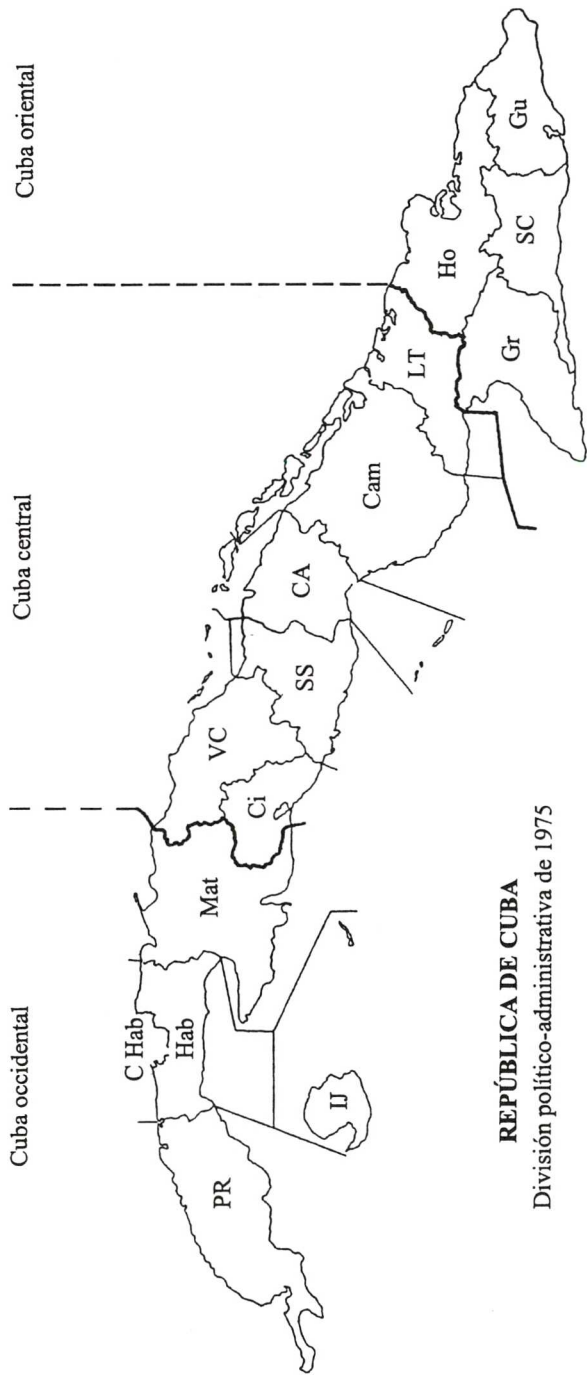 Cuba occidental
Cuba central
Cuba oriental
C Hab
Hab
PR
IJ
Mat
VC
Ci
SS
CA
Cam
LT
Ho
Gr
SC
Gu
REPÚBLICA DE CUBA
División político-administrativa de 1975